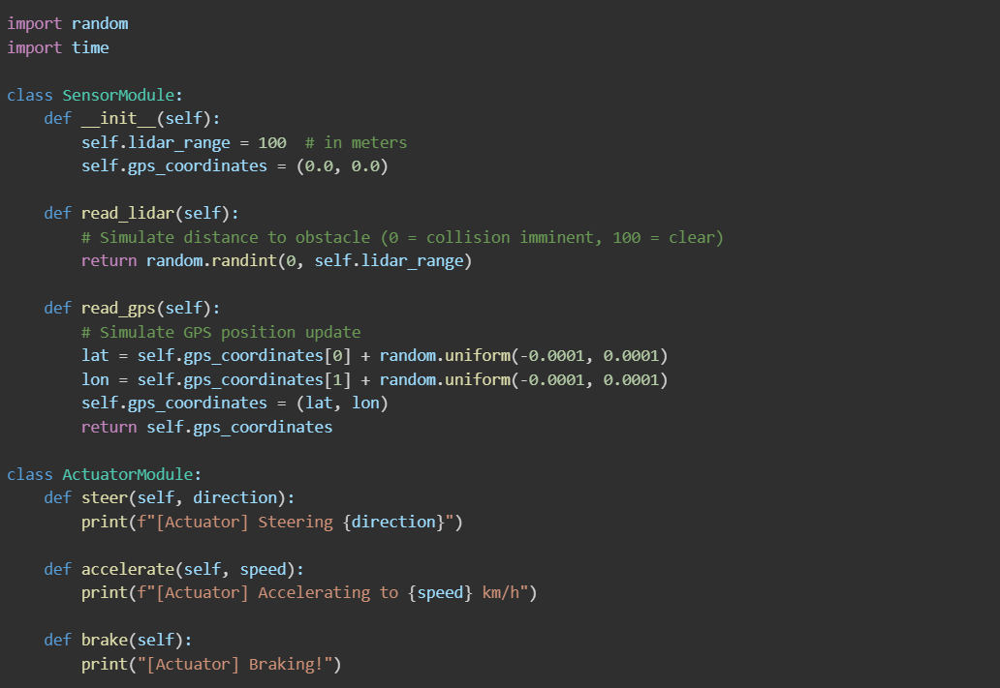 import random
import time
class SensorModule:
    def __init__(self):
        self.lidar_range = 100  # in meters
        self.gps_coordinates = (0.0, 0.0)
    def read_lidar(self):
        # Simulate distance to obstacle (0 = collision imminent, 100 = clear)
        return random.randint(0, self.lidar_range)
    def read_gps(self):
        # Simulate GPS position update
        lat = self.gps_coordinates[0] + random.uniform(-0.0001, 0.0001)
        lon = self.gps_coordinates[1] + random.uniform(-0.0001, 0.0001)
        self.gps_coordinates = (lat, lon)
        return self.gps_coordinates
class ActuatorModule:
    def steer(self, direction):
        print(f"[Actuator] Steering {direction}")
    def accelerate(self, speed):
        print(f"[Actuator] Accelerating to {speed} km/h")
    def brake(self):
        print("[Actuator] Braking!")